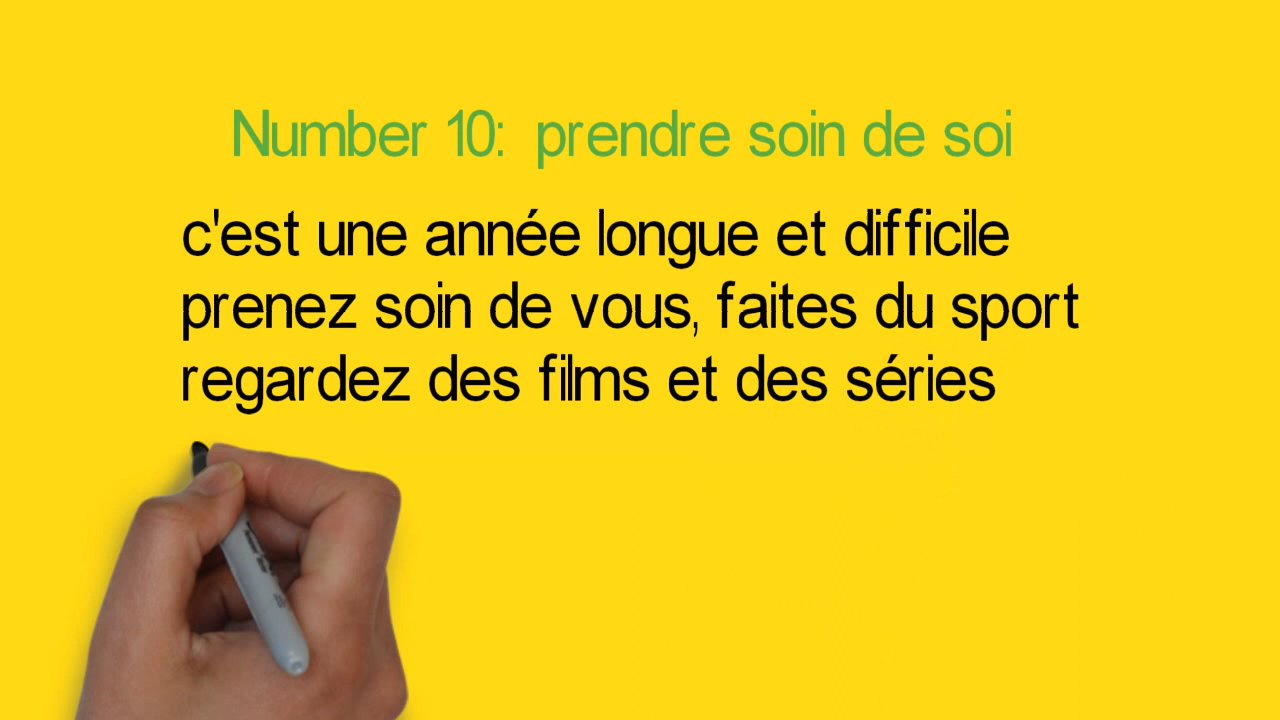 Number 10: prendre soin de soi
c'est une année longue et difficile
prenez soin de vous, faites du sport
regardez des films et des séries